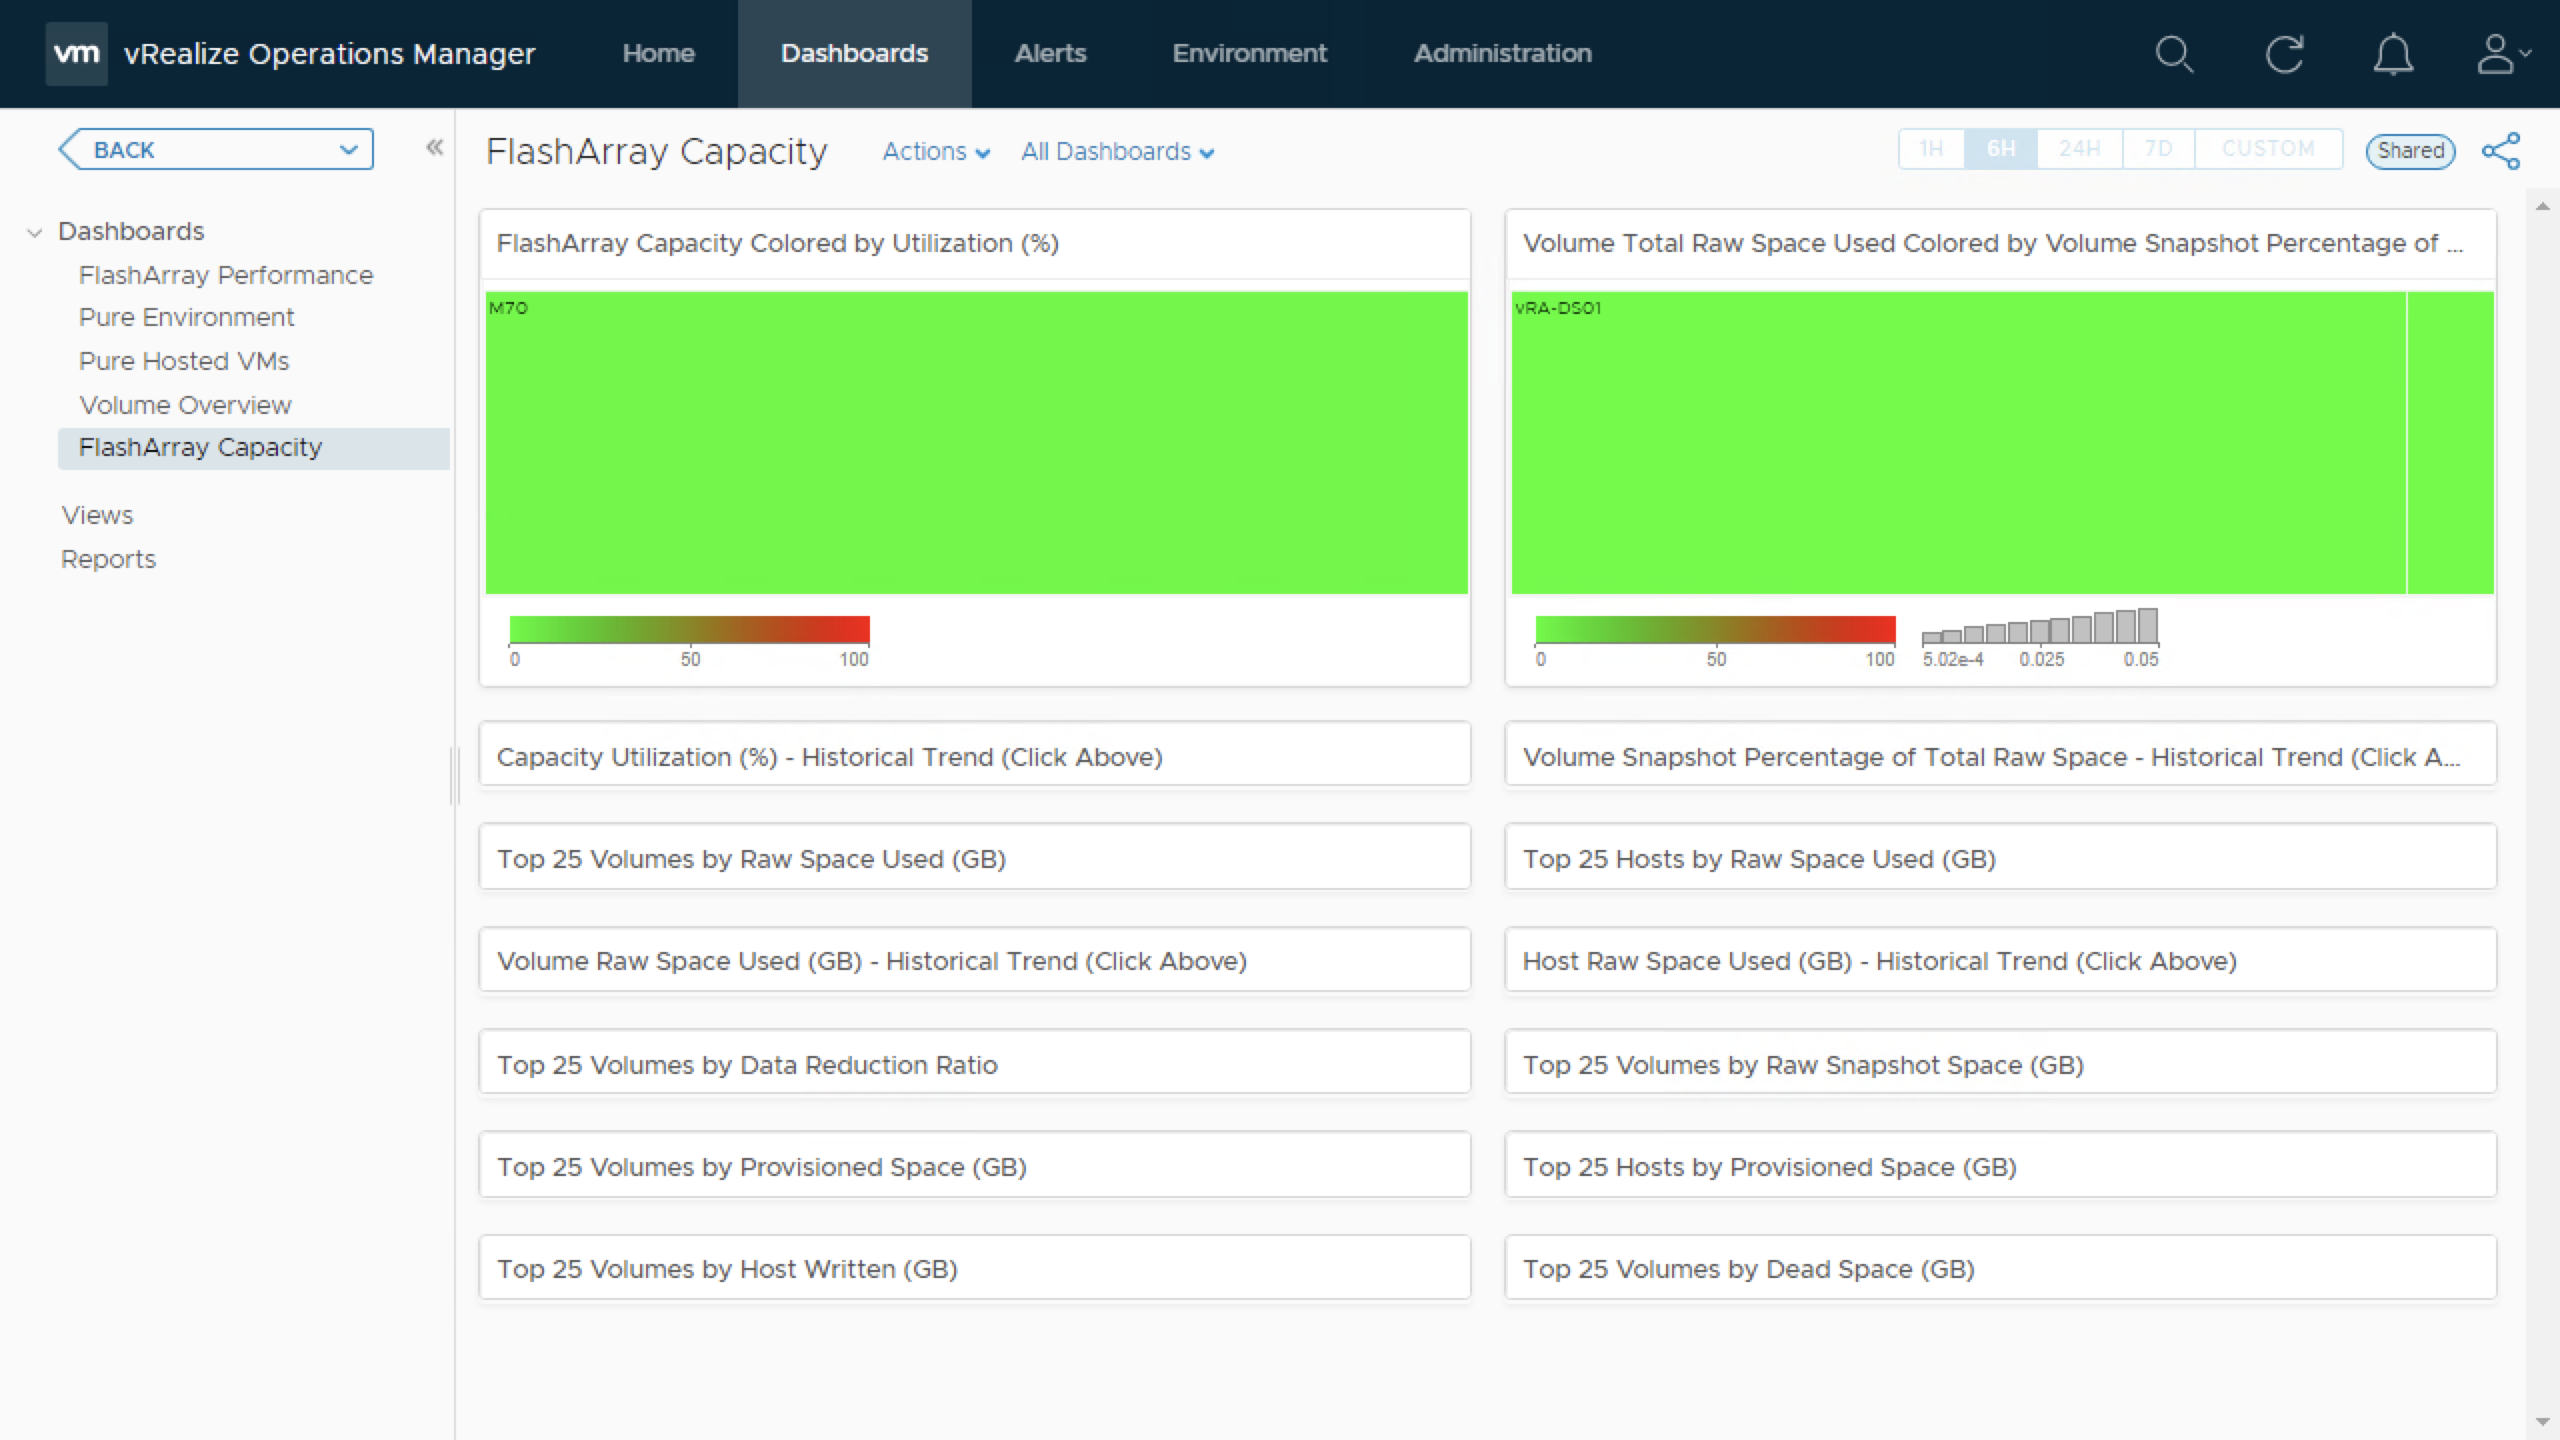 vm vRealize Operations Manager Home Dashboards Alerts Environment Administration
BACK
FlashArray Capacity Actions All Dashboards 1H 6H 24H 7D CUSTOM Shared
Dashboards
FlashArray Performance
Pure Environment
Pure Hosted VMs
Volume Overview
FlashArray Capacity
Views
Reports
FlashArray Capacity Colored by Utilization (%)
M70
0 50 100
Volume Total Raw Space Used Colored by Volume Snapshot Percentage of ...
vRA-DS01
0 50 100 5.02e-4 0.025 0.05
Capacity Utilization (%) - Historical Trend (Click Above)
Volume Snapshot Percentage of Total Raw Space - Historical Trend (Click A...
Top 25 Volumes by Raw Space Used (GB)
Top 25 Hosts by Raw Space Used (GB)
Volume Raw Space Used (GB) - Historical Trend (Click Above)
Host Raw Space Used (GB) - Historical Trend (Click Above)
Top 25 Volumes by Data Reduction Ratio
Top 25 Volumes by Raw Snapshot Space (GB)
Top 25 Volumes by Provisioned Space (GB)
Top 25 Hosts by Provisioned Space (GB)
Top 25 Volumes by Host Written (GB)
Top 25 Volumes by Dead Space (GB)